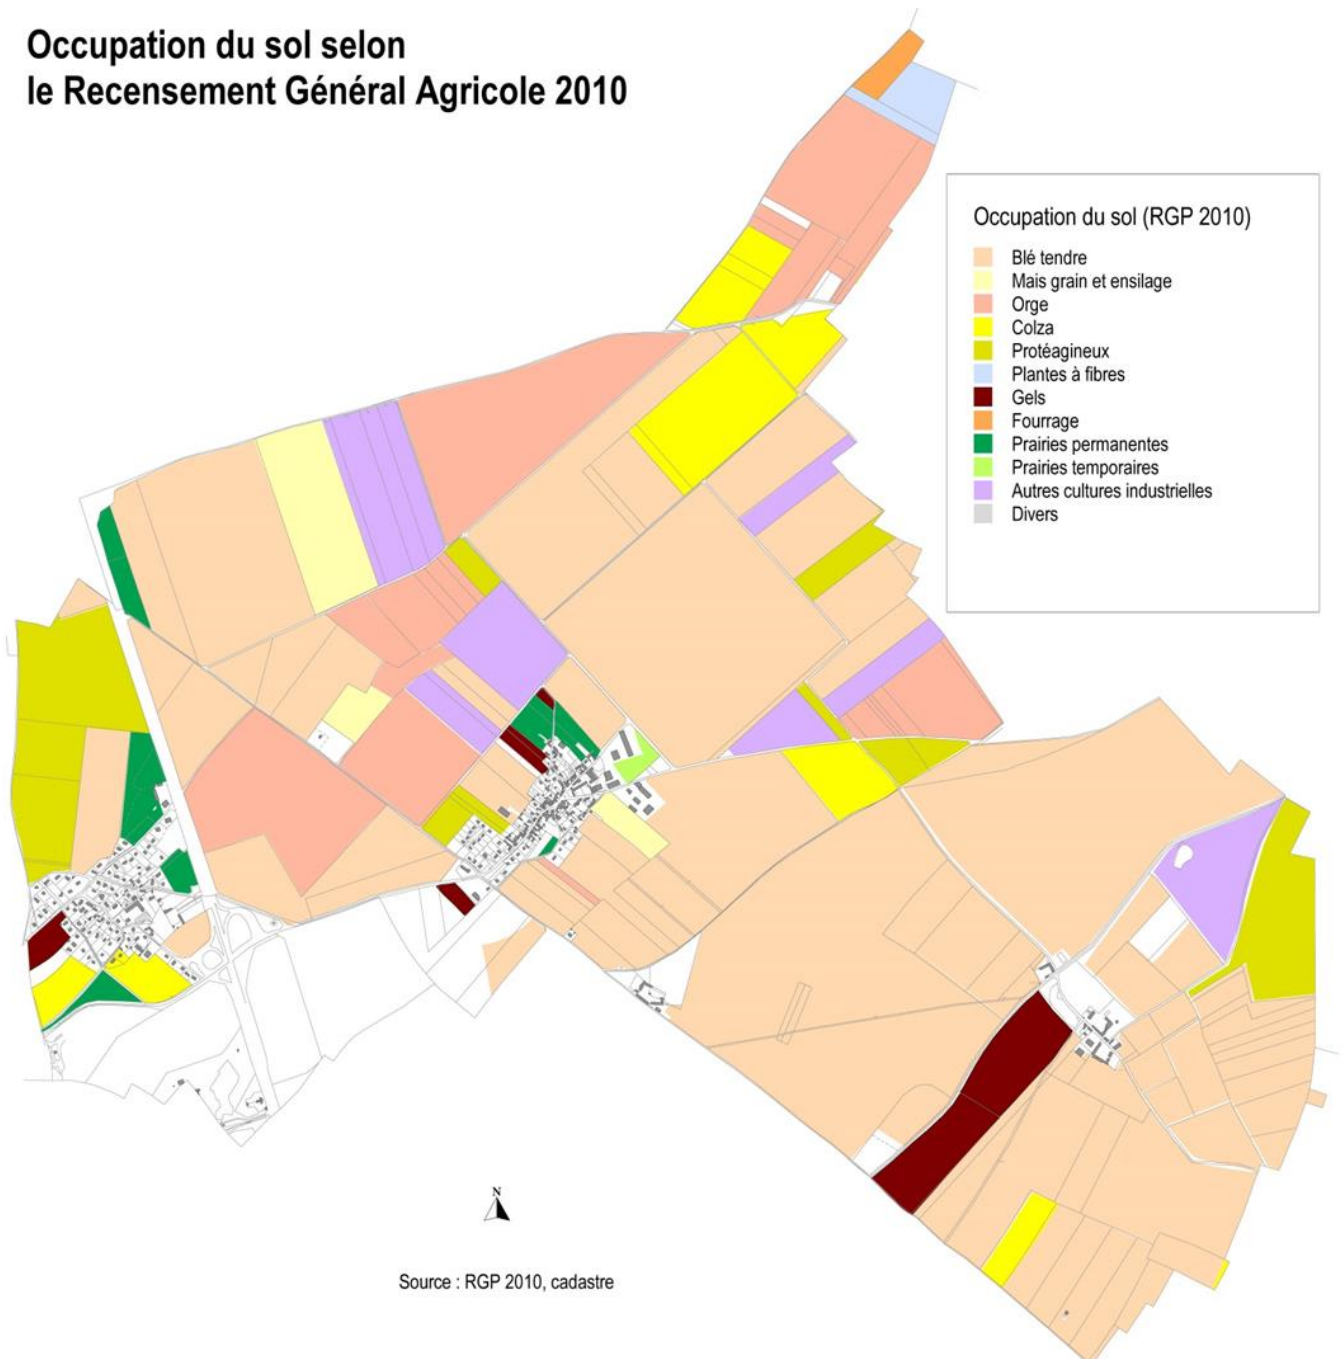 Occupation du sol selon
le Recensement Général Agricole 2010
Occupation du sol (RGP 2010)
Blé tendre
Mais grain et ensilage
Orge
Colza
Protéagineux
Plantes à fibres
Gels
Fourrage
Prairies permanentes
Prairies temporaires
Autres cultures industrielles
Divers
N
Source : RGP 2010, cadastre